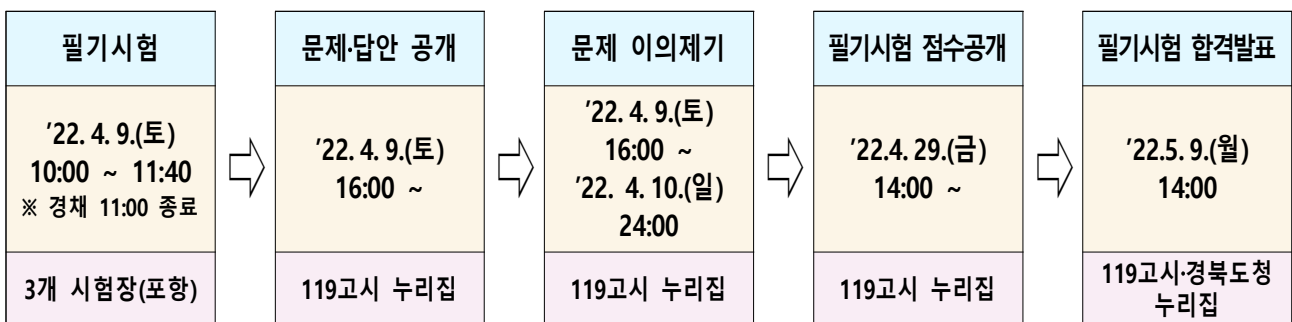 필기시험
'22. 4. 9.(토)
10:00 ~ 11:40
※ 경채 11:00 종료
3개 시험장(포항)
문제·답안 공개
'22. 4. 9.(토)
16:00 ~
119고시 누리집
문제 이의제기
'22. 4. 9.(토)
16:00 ~
'22. 4. 10.(일)
24:00
119고시 누리집
필기시험 점수공개
'22.4. 29.(금)
14:00 ~
119고시 누리집
필기시험 합격발표
'22.5. 9.(월)
14:00
119고시·경북도청
누리집